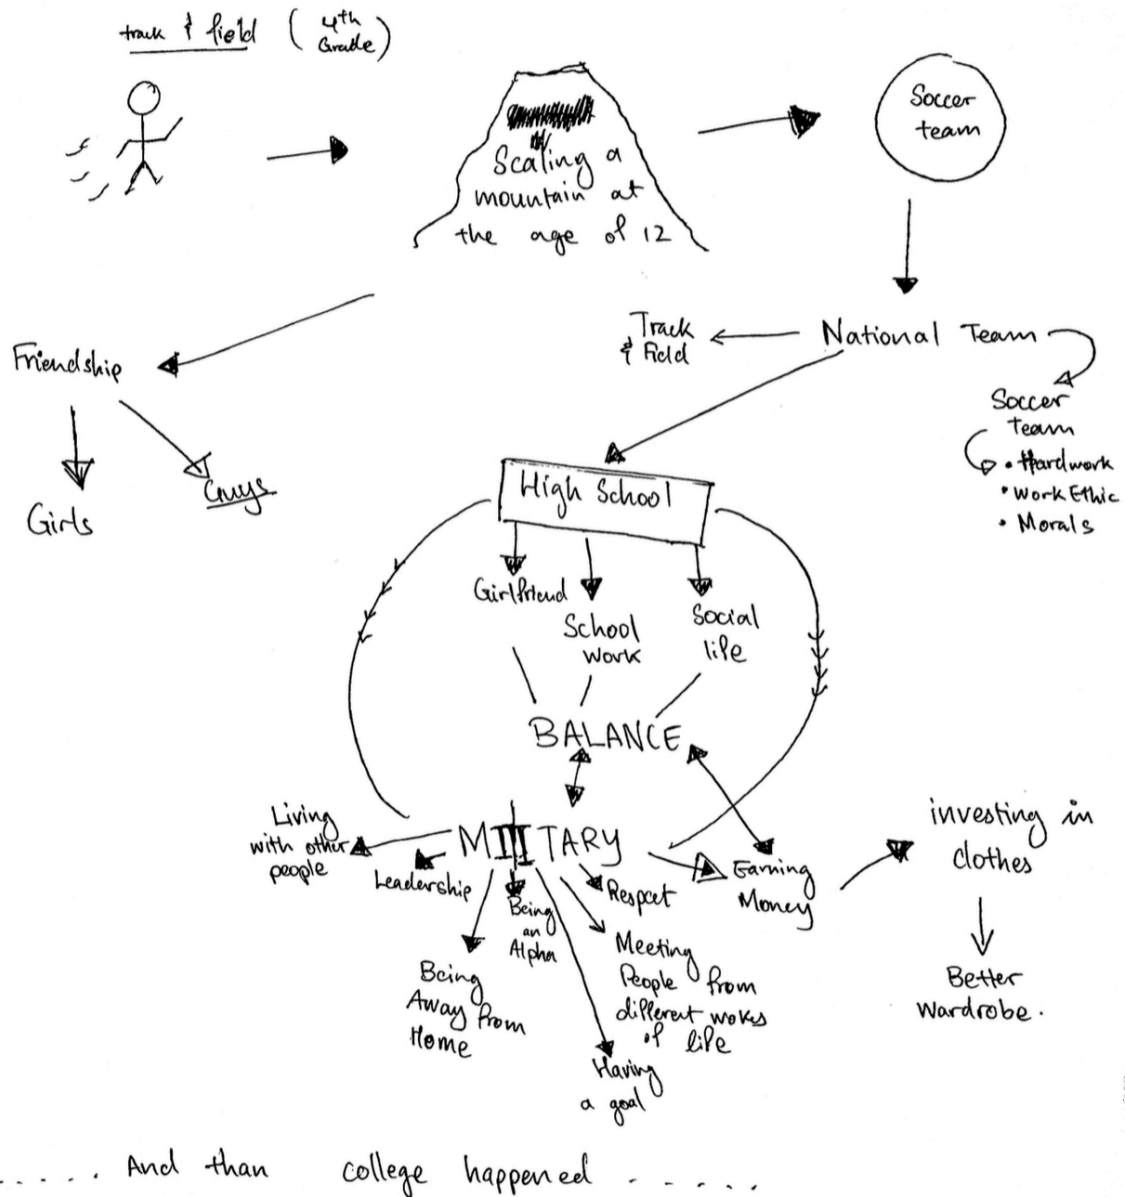 track & field (4th Grade)
Scaling a
mountain at
the age of 12
Soccer
team
Friendship
Girls
Guys
Track
& Field
National Team
Soccer
team
• Hardwork
• Work Ethic
• Morals
High School
Girlfriend
School
work
Social
life
BALANCE
Living
with other
people
Leadership
MILITARY
Being
an
Alpha
Respect
Earning
Money
investing in
clothes
Better
wardrobe.
Being
Away from
Home
Meeting
People from
different wokes
of life
Having
a goal
..... And than college happened .....